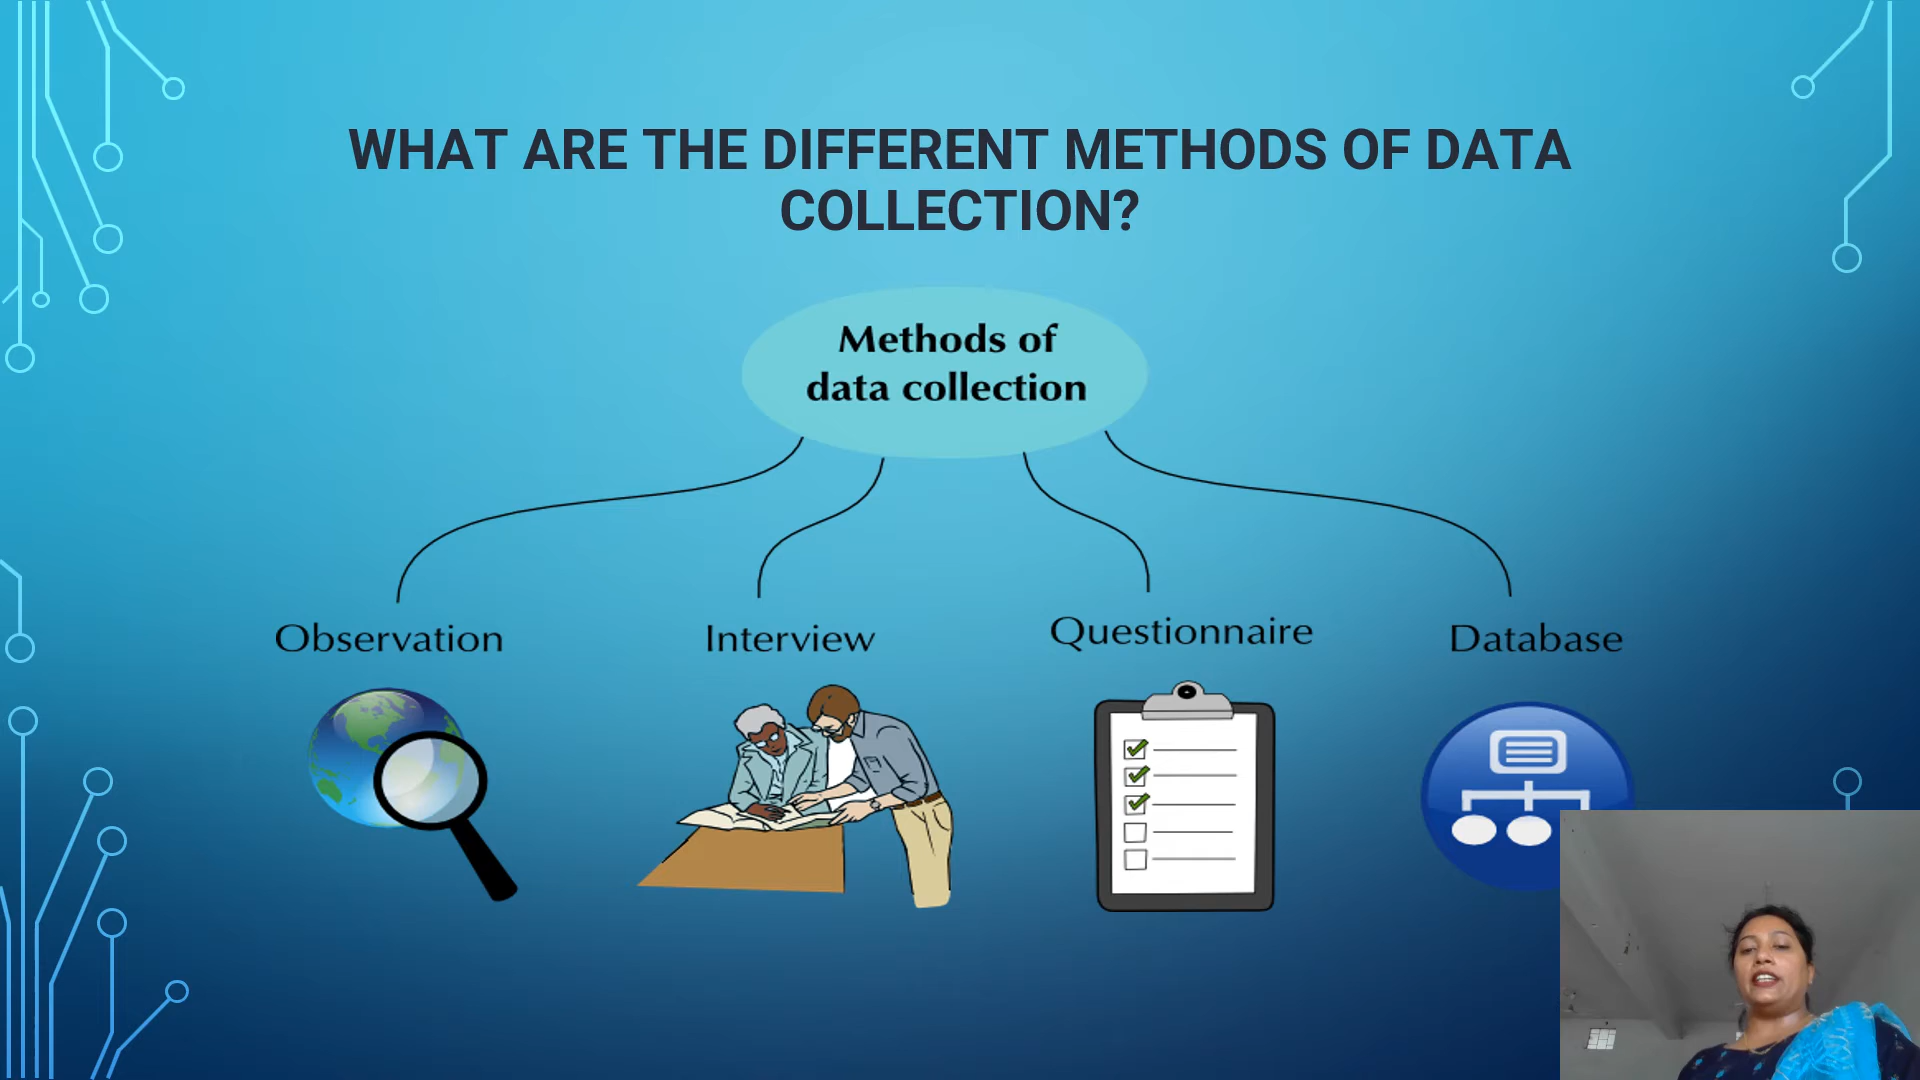 WHAT ARE THE DIFFERENT METHODS OF DATA
COLLECTION?
Methods of
data collection
Observation
Interview
Questionnaire
Database